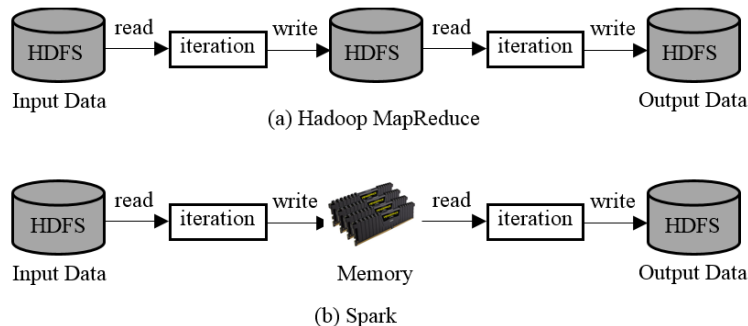 read write read write
HDFS iteration HDFS iteration HDFS
Input Data Output Data
(a) Hadoop MapReduce
read write read write
HDFS iteration iteration HDFS
Input Data Memory Output Data
(b) Spark